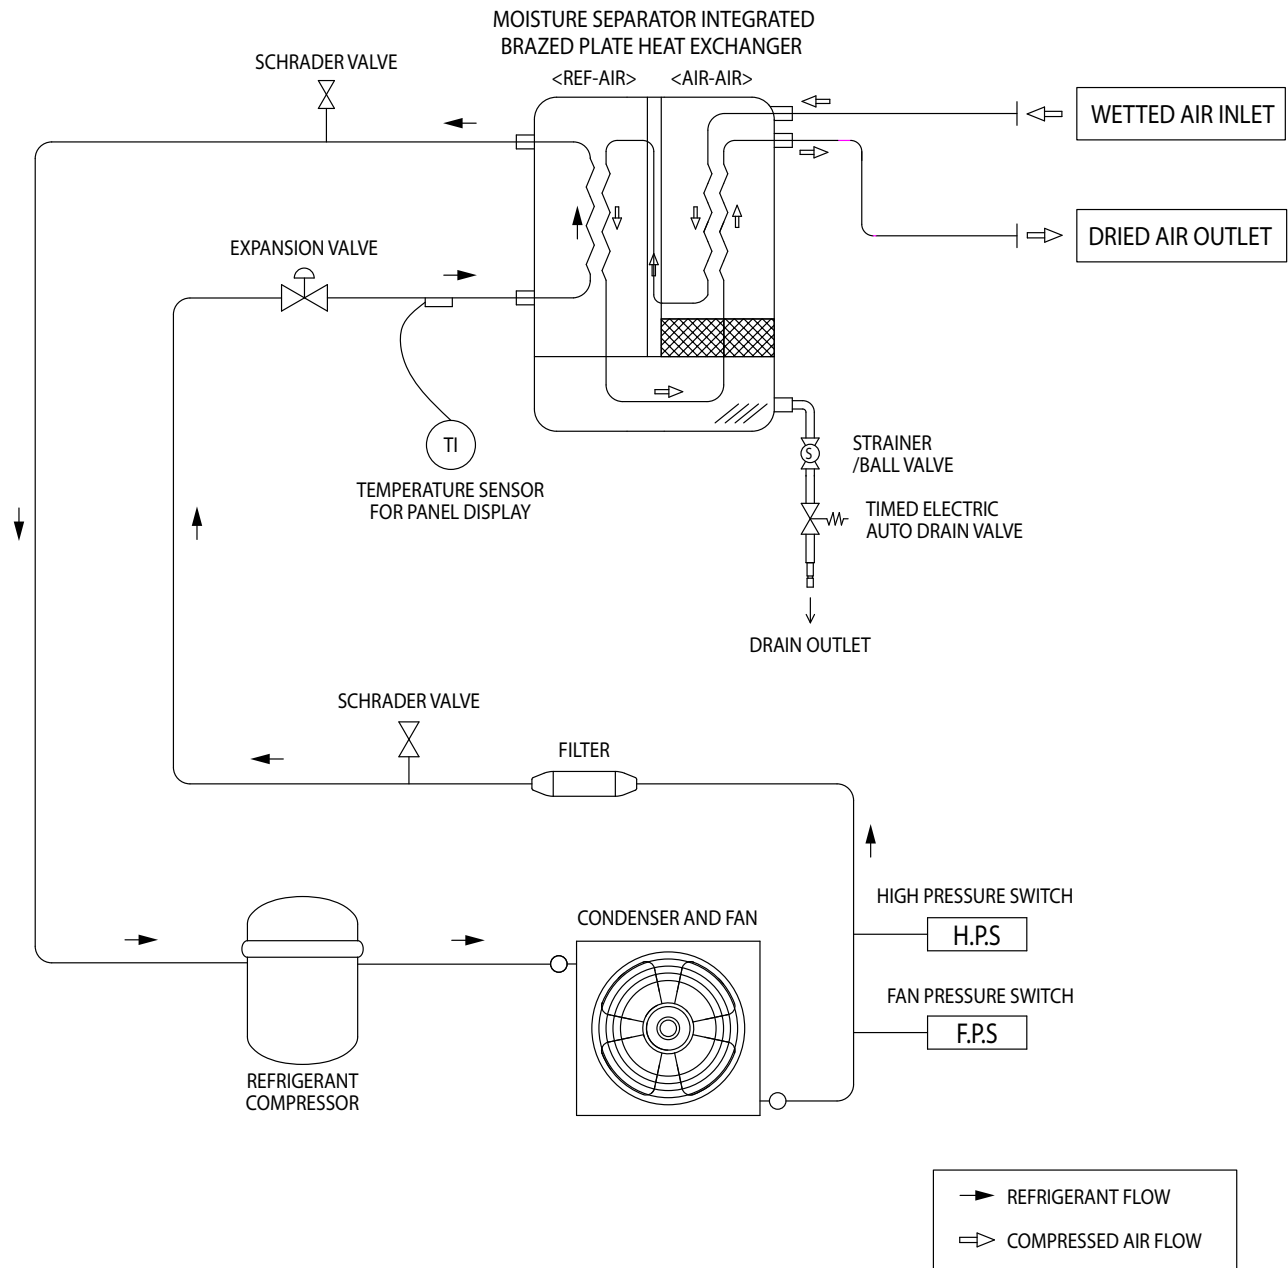 MOISTURE SEPARATOR INTEGRATED
BRAZED PLATE HEAT EXCHANGER
<REF-AIR>
<AIR-AIR>
SCHRADER VALVE
WETTED AIR INLET
DRIED AIR OUTLET
EXPANSION VALVE
TI
TEMPERATURE SENSOR
FOR PANEL DISPLAY
S
STRAINER
/BALL VALVE
TIMED ELECTRIC
AUTO DRAIN VALVE
DRAIN OUTLET
SCHRADER VALVE
FILTER
HIGH PRESSURE SWITCH
H.P.S
FAN PRESSURE SWITCH
F.P.S
CONDENSER AND FAN
REFRIGERANT
COMPRESSOR
REFRIGERANT FLOW
COMPRESSED AIR FLOW